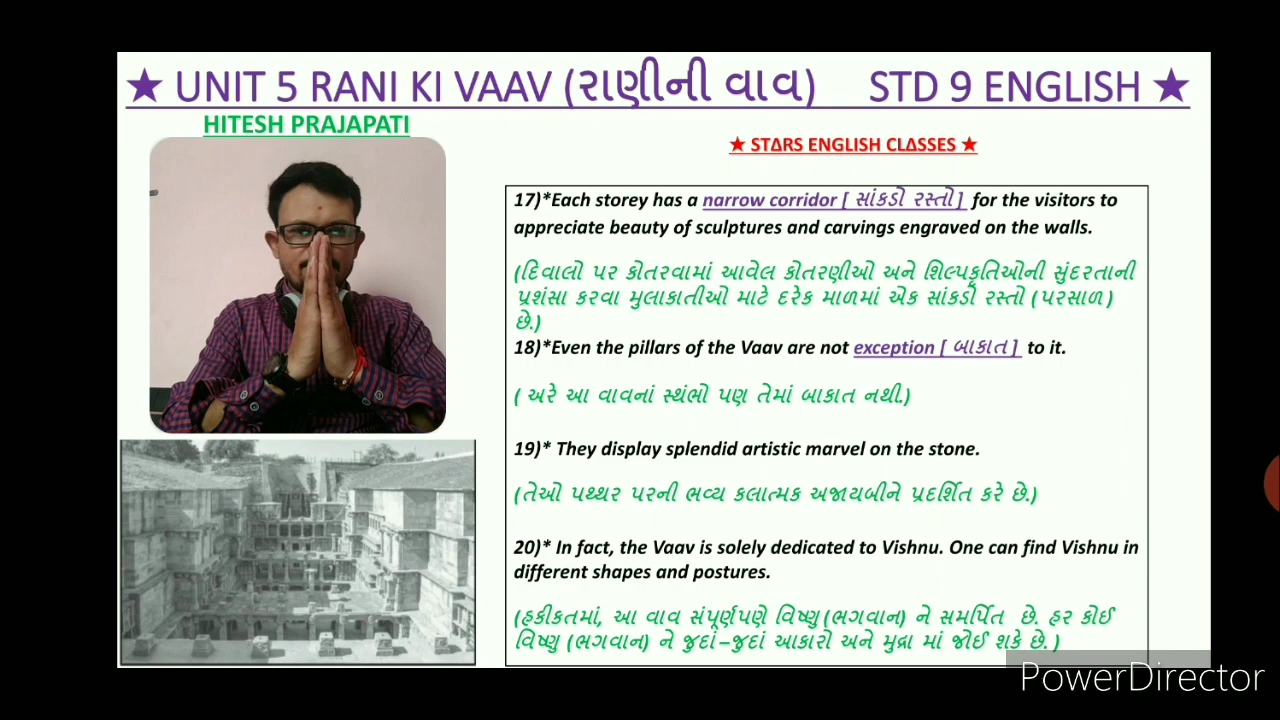 ★ UNIT 5 RANI KI VAAV (રાણીની વાવ) STD 9 ENGLISH ★
HITESH PRAJAPATI
★ STΔRS ENGLISH CLΔSSES ★
17)*Each storey has a narrow corridor [ સાંકડો રસ્તો ] for the visitors to
appreciate beauty of sculptures and carvings engraved on the walls.
(દિવાલો પર કોતરવામાં આવેલ કોતરણીઓ અને શિલ્પકૃતિઓની સુંદરતાની
પ્રશંસા કરવા મુલાકાતીઓ માટે દરેક માળમાં એક સાંકડો રસ્તો (પરસાળ)
છે.)
18)*Even the pillars of the Vaav are not exception [ બાકાત ] to it.
( અરે આ વાવનાં સ્થંભો પણ તેમાં બાકાત નથી.)
19)* They display splendid artistic marvel on the stone.
(તેઓ પથ્થર પરની ભવ્ય કલાત્મક અજાયબીને પ્રદર્શિત કરે છે.)
20)* In fact, the Vaav is solely dedicated to Vishnu. One can find Vishnu in
different shapes and postures.
(હકીકતમાં, આ વાવ સંપૂર્ણપણે વિષ્ણુ (ભગવાન) ને સમર્પિત છે. હર કોઈ
વિષ્ણુ (ભગવાન) ને જુદાં-જુદાં આકારો અને મુદ્રા માં જોઈ શકે છે. )
PowerDirector